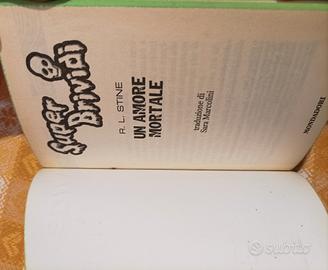 Super
Brividi
R. L. STINE
UN AMORE
MORTALE
traduzione di
Sara Marcolini
MONDADORI
subito